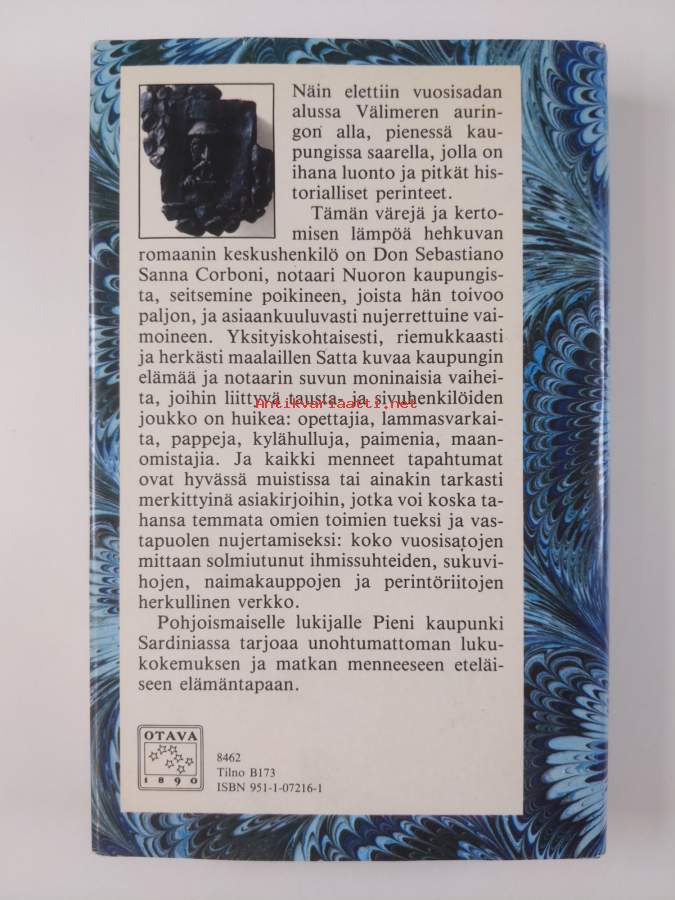 Näin elettiin vuosisadan
alussa Välimeren aurin-
gon alla, pienessä kau-
pungissa saarella, jolla on
ihana luonto ja pitkät his-
torialliset perinteet.
Tämän värejä ja kerto-
misen lämpöä hehkuvan
romaanin keskushenkilö on Don Sebastiano
Sanna Corboni, notaari Nuoron kaupungis-
ta, seitsemine poikineen, joista hän toivoo
paljon, ja asiaankuuluvasti nujerrettuine vai-
moineen. Yksityiskohtaisesti, riemukkaasti
ja herkästi maalaillen Satta kuvaa kaupungin
elämää ja notaarin suvun moninaisia vaihei-
ta, joihin liittyvä tausta- ja sivuhenkilöiden
antikvariaatti.net
joukko on huikea: opettajia, lammasvarkai-
ta, pappeja, kylähulluja, paimenia, maan-
omistajia. Ja kaikki menneet tapahtumat
ovat hyvässä muistissa tai ainakin tarkasti
merkittyinä asiakirjoihin, jotka voi koska ta-
hansa temmata omien toimien tueksi ja vas-
tapuolen nujertamiseksi: koko vuosisatojen
mittaan solmiutunut ihmissuhteiden, sukuvi-
hojen, naimakauppojen ja perintöriitojen
herkullinen verkko.
Pohjoismaiselle lukijalle Pieni kaupunki
Sardiniassa tarjoaa unohtumattoman luku-
kokemuksen ja matkan menneeseen eteläi-
seen elämäntapaan.
OTAVA
1890
8462
Tilno B173
ISBN 951-1-07216-1